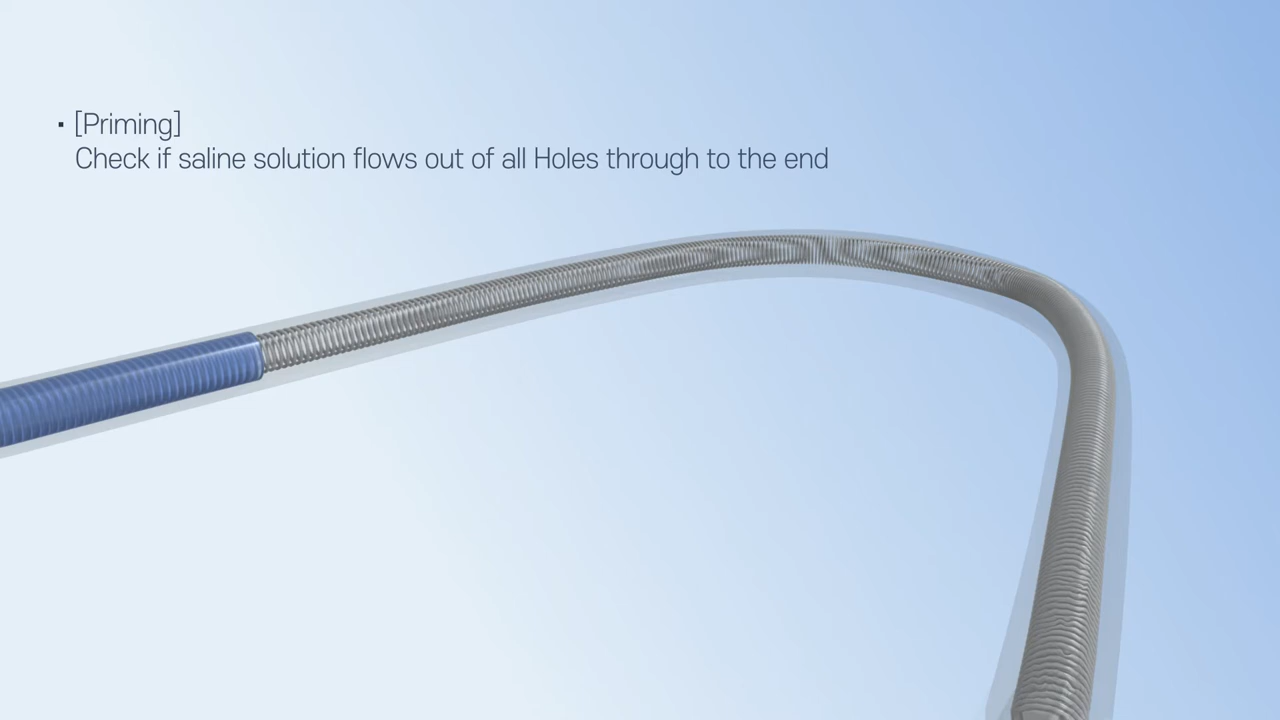 ▪ [Priming]
Check if saline solution flows out of all Holes through to the end